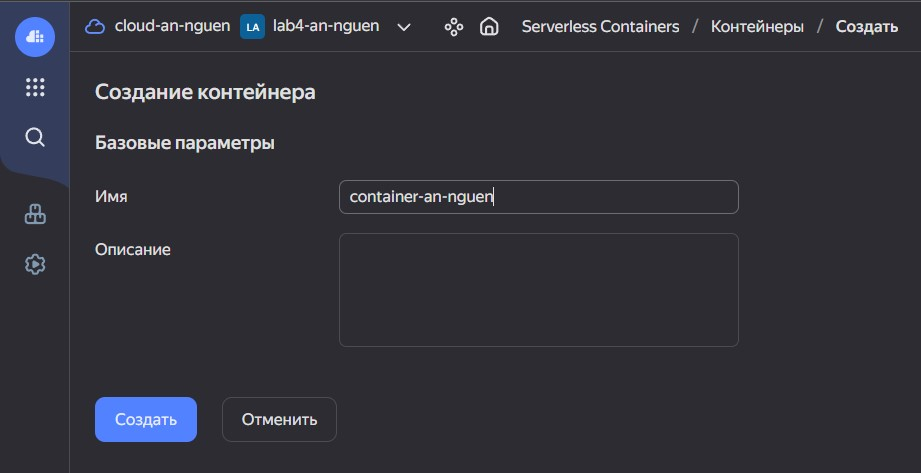 cloud-an-nguen LA lab4-an-nguen Serverless Containers / Контейнеры / Создать
Создание контейнера
Базовые параметры
Имя container-an-nguen
Описание
Создать Отменить